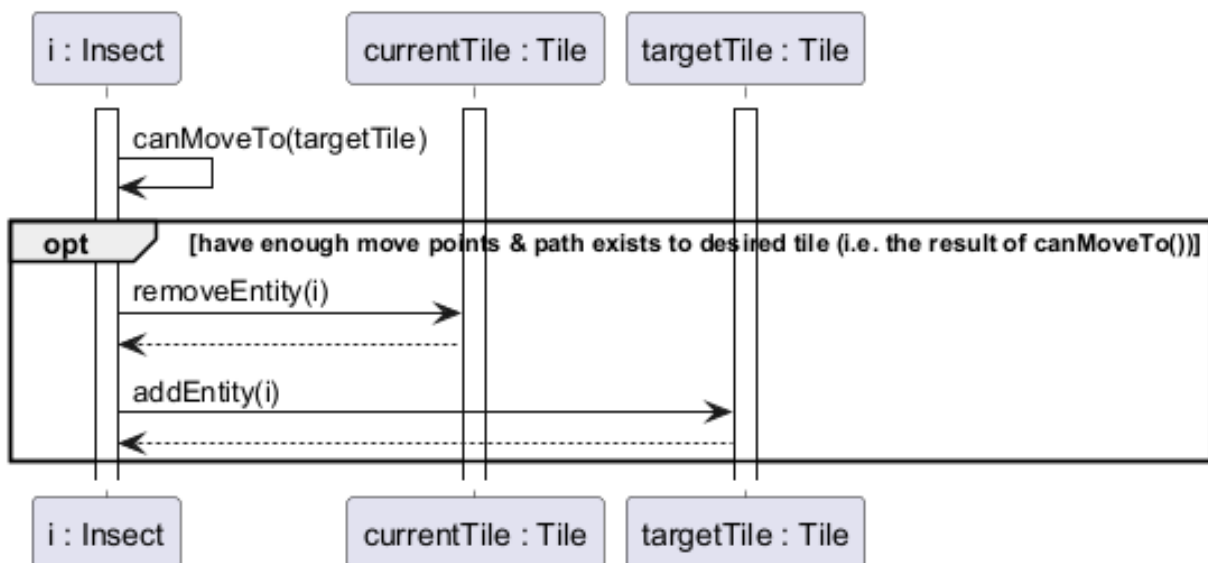 i : Insect
currentTile : Tile
targetTile : Tile
canMoveTo(targetTile)
opt
[have enough move points & path exists to desired tile (i.e. the result of canMoveTo())]
removeEntity(i)
addEntity(i)
i : Insect
currentTile : Tile
targetTile : Tile